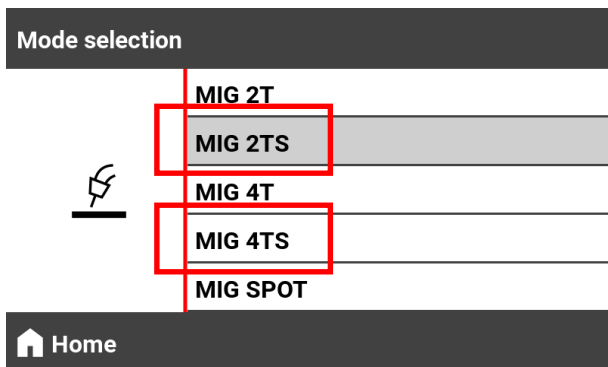 Mode selection
MIG 2T
MIG 2TS
MIG 4T
MIG 4TS
MIG SPOT
Home